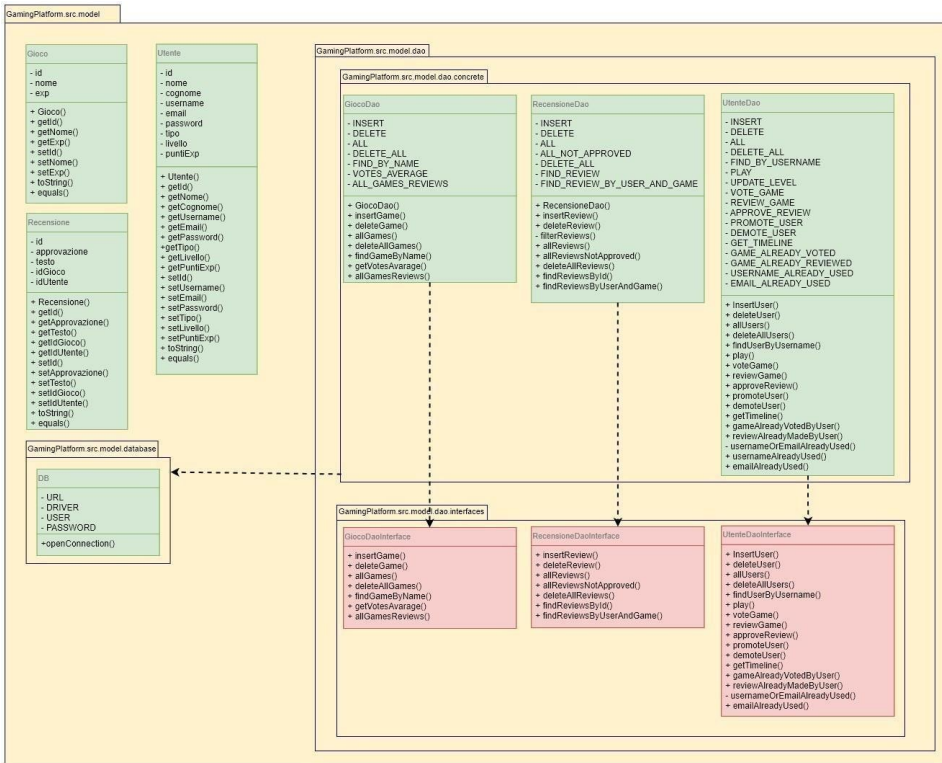 GamingPlatform.src.model
Gioco
- id
- nome
- exp
+ Gioco()
+ getId()
+ getNome()
+ getExp()
+ setId()
+ setNome()
+ setExp()
+ toString()
+ equals()
Utente
- id
- nome
- cognome
- username
- email
- password
- tipo
- livello
- puntiExp
+ Utente()
+ getId()
+ getNome()
+ getCognome()
+ getUsername()
+ getEmail()
+ getPassword()
+getTipo()
+ getLivello()
+ getPuntiExp()
+ setId()
+ setUsername()
+ setEmail()
+ setPassword()
+ setTipo()
+ setLivello()
+ setPuntiExp()
+ toString()
+ equals()
Recensione
- id
- approvazione
- testo
- idGioco
- idUtente
+ Recensione()
+ getId()
+ getApprovazione()
+ getTesto()
+ getIdGioco()
+ getIdUtente()
+ setId()
+ setApprovazione()
+ setTesto()
+ setIdGioco()
+ setIdUtente()
+ toString()
+ equals()
GamingPlatform.src.model.database
DB
- URL
- DRIVER
- USER
- PASSWORD
+openConnection()
GamingPlatform.src.model.dao
GamingPlatform.src.model.dao.concrete
GiocoDao
- INSERT
- DELETE
- ALL
- DELETE_ALL
- FIND_BY_NAME
- VOTES_AVERAGE
- ALL_GAMES_REVIEWS
+ GiocoDao()
+ insertGame()
+ deleteGame()
+ allGames()
+ deleteAllGames()
+ findGameByName()
+ getVotesAvarage()
+ allGamesReviews()
RecensioneDao
- INSERT
- DELETE
- ALL
- ALL_NOT_APPROVED
- DELETE_ALL
- FIND_REVIEW
- FIND_REVIEW_BY_USER_AND_GAME
+ RecensioneDao()
+ insertReview()
+ deleteReview()
- filterReviews()
+ allReviews()
+ allReviewsNotApproved()
+ deleteAllReviews()
+ findReviewsById()
+ findReviewsByUserAndGame()
UtenteDao
- INSERT
- DELETE
- ALL
- DELETE_ALL
- FIND_BY_USERNAME
- PLAY
- UPDATE_LEVEL
- VOTE_GAME
- REVIEW_GAME
- APPROVE_REVIEW
- PROMOTE_USER
- DEMOTE_USER
- GET_TIMELINE
- GAME_ALREADY_VOTED
- GAME_ALREADY_REVIEWED
- USERNAME_ALREADY_USED
- EMAIL_ALREADY_USED
+ InsertUser()
+ deleteUser()
+ allUsers()
+ deleteAllUsers()
+ findUserByUsername()
+ play()
+ voteGame()
+ reviewGame()
+ approveReview()
+ promoteUser()
+ demoteUser()
+ getTimeline()
+ gameAlreadyVotedByUser()
+ reviewAlreadyMadeByUser()
- usernameOrEmailAlreadyUsed()
+ usernameAlreadyUsed()
+ emailAlreadyUsed()
GamingPlatform.src.model.dao.interfaces
GiocoDaoInterface
+ insertGame()
+ deleteGame()
+ allGames()
+ deleteAllGames()
+ findGameByName()
+ getVotesAvarage()
+ allGamesReviews()
RecensioneDaoInterface
+ insertReview()
+ deleteReview()
+ allReviews()
+ allReviewsNotApproved()
+ deleteAllReviews()
+ findReviewsById()
+ findReviewsByUserAndGame()
UtenteDaoInterface
+ InsertUser()
+ deleteUser()
+ allUsers()
+ deleteAllUsers()
+ findUserByUsername()
+ play()
+ voteGame()
+ reviewGame()
+ approveReview()
+ promoteUser()
+ demoteUser()
+ getTimeline()
+ gameAlreadyVotedByUser()
+ reviewAlreadyMadeByUser()
- usernameOrEmailAlreadyUsed()
+ emailAlreadyUsed()